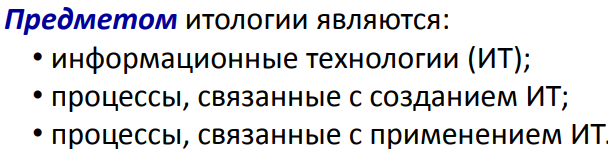 Предметом итологии являются:
• информационные технологии (ИТ);
• процессы, связанные с созданием ИТ;
• процессы, связанные с применением ИТ.